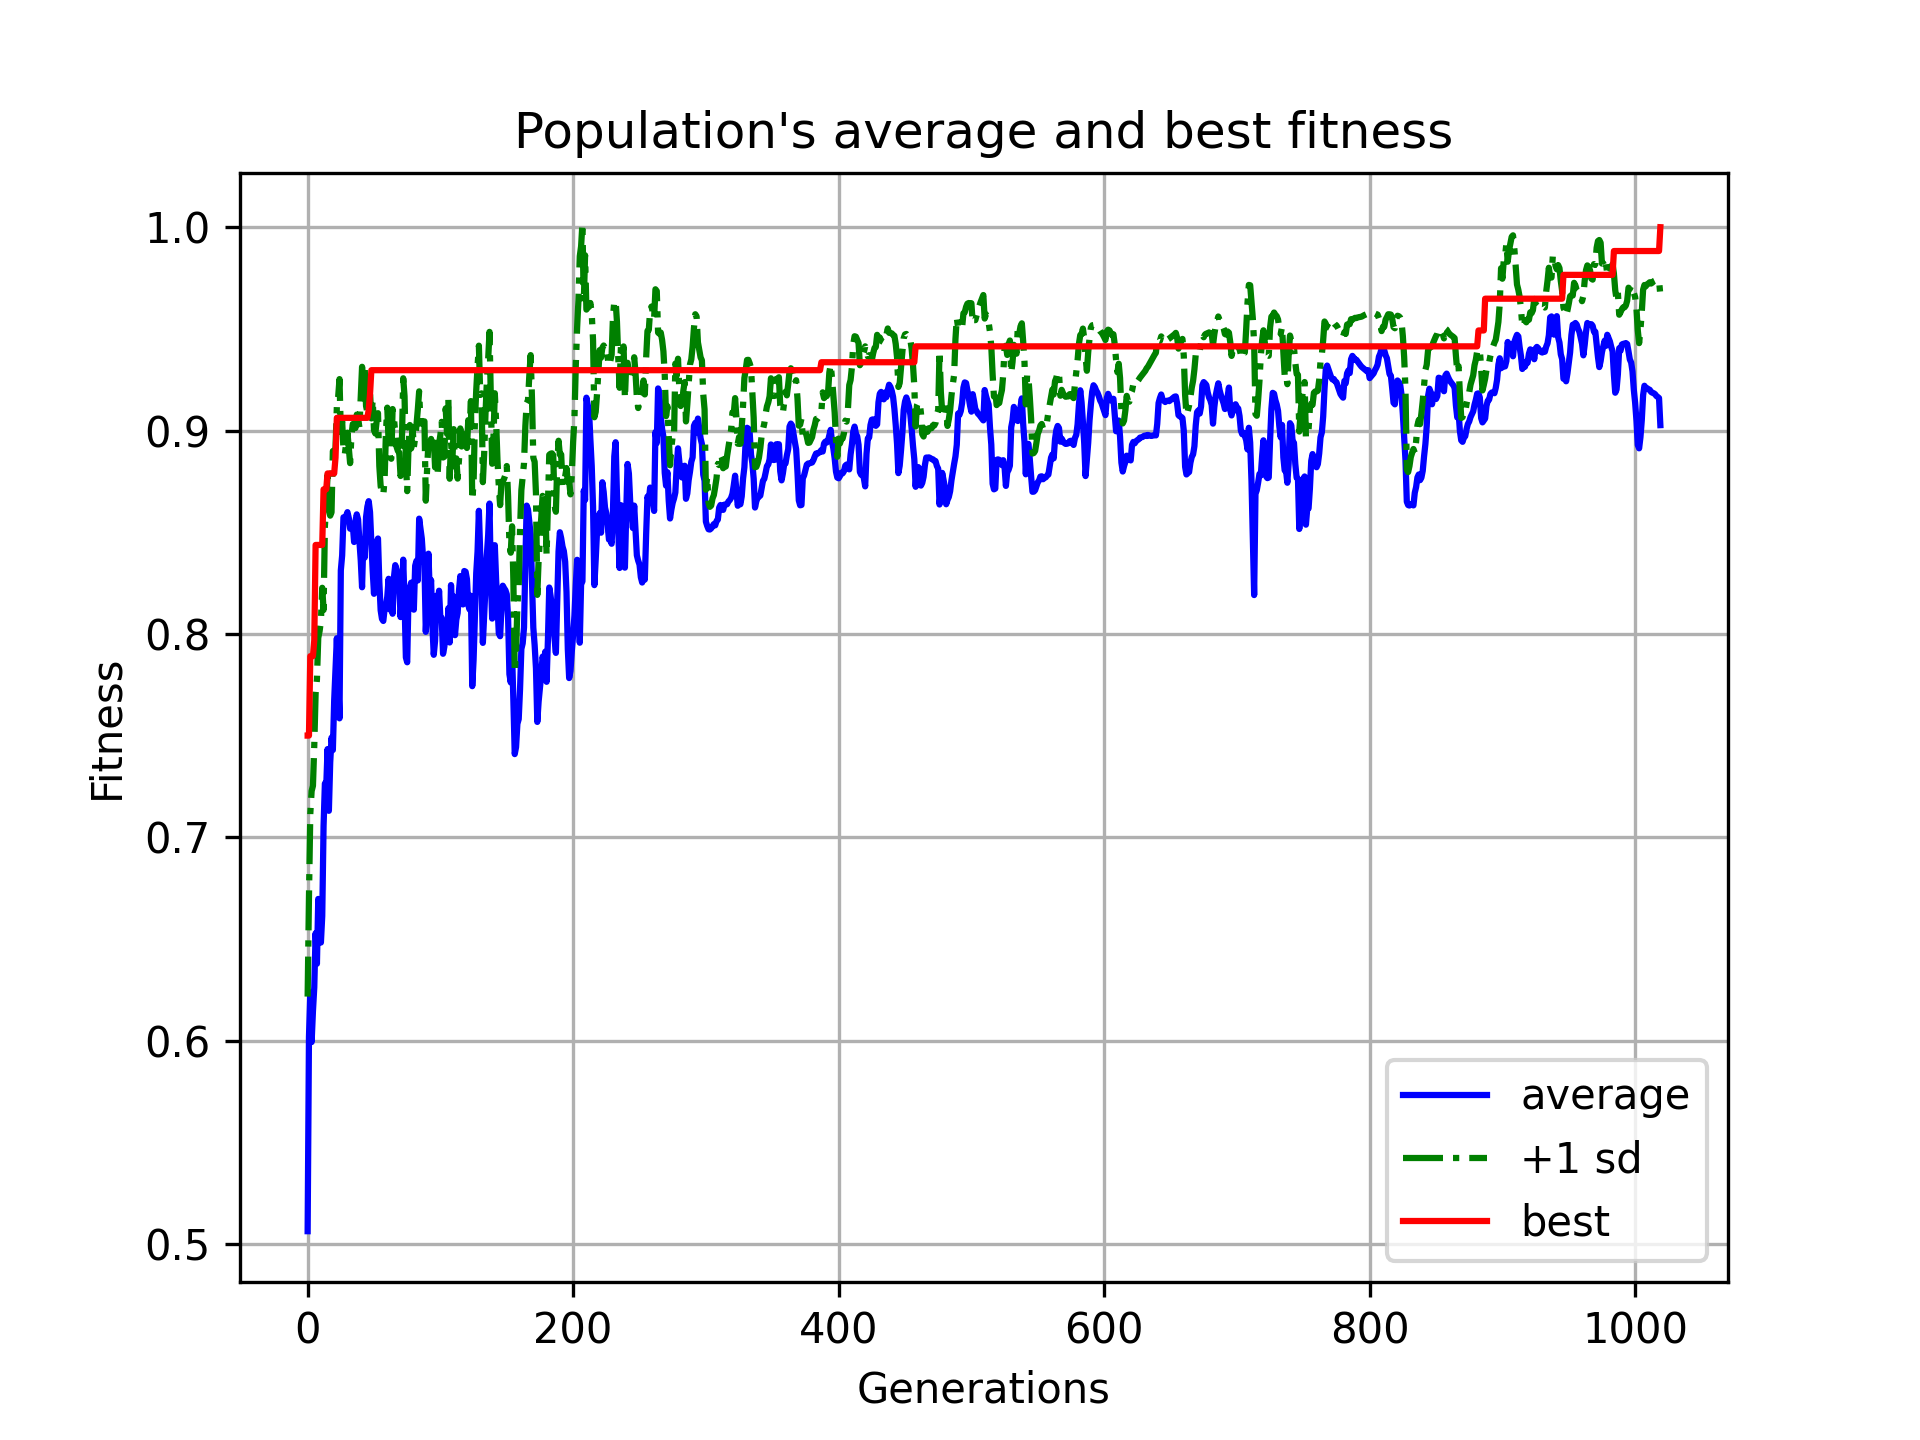 Population's average and best fitness
Fitness
1.0
0.9
0.8
0.7
0.6
0.5
0
200
400
600
800
1000
Generations
average
+1 sd
best